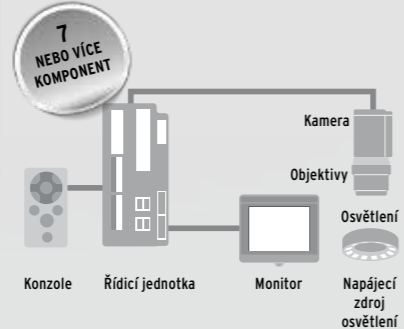 7
NEBO VÍCE
KOMPONENT
Kamera
Objektivy
Osvětlení
Konzole
Řídicí jednotka
Monitor
Napájecí
zdroj
osvětlení